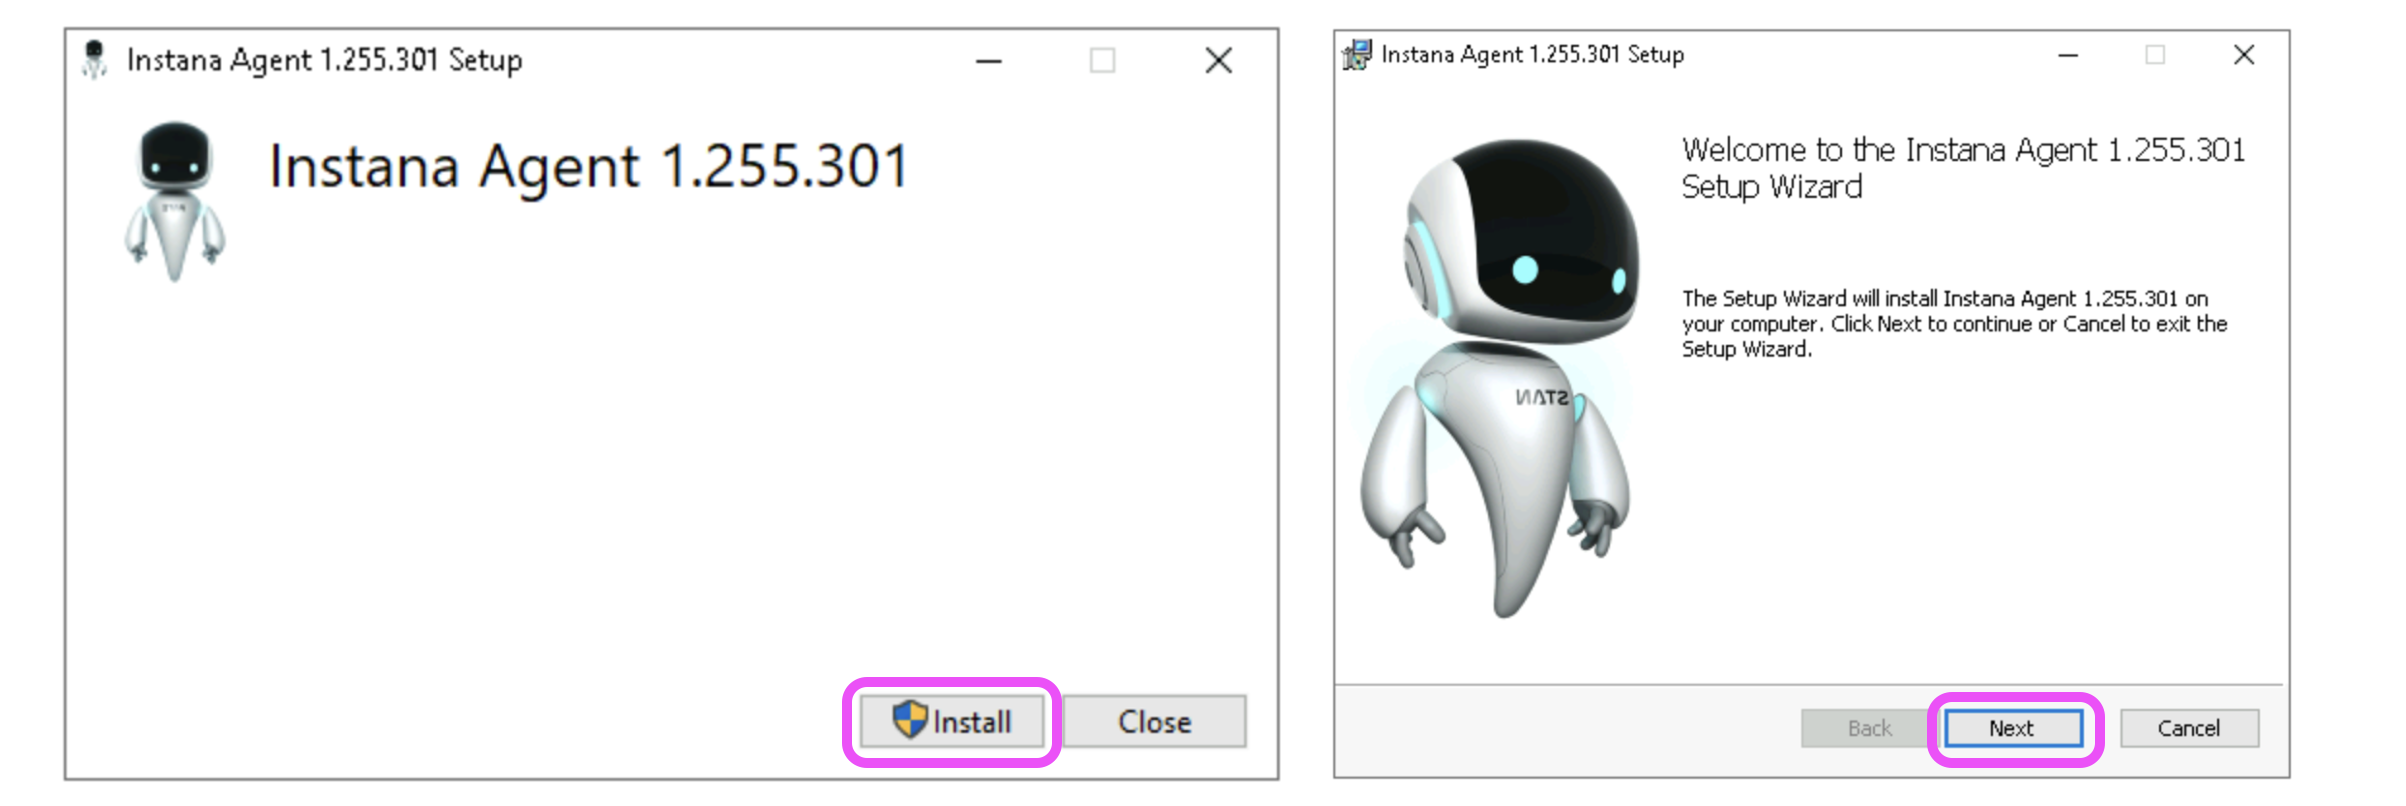 Instana Agent 1.255.301 Setup
Instana Agent 1.255.301
Install
Close
Instana Agent 1.255.301 Setup
Welcome to the Instana Agent 1.255.301
Setup Wizard
The Setup Wizard will install Instana Agent 1.255.301 on
your computer. Click Next to continue or Cancel to exit the
Setup Wizard.
STAN
Back
Next
Cancel